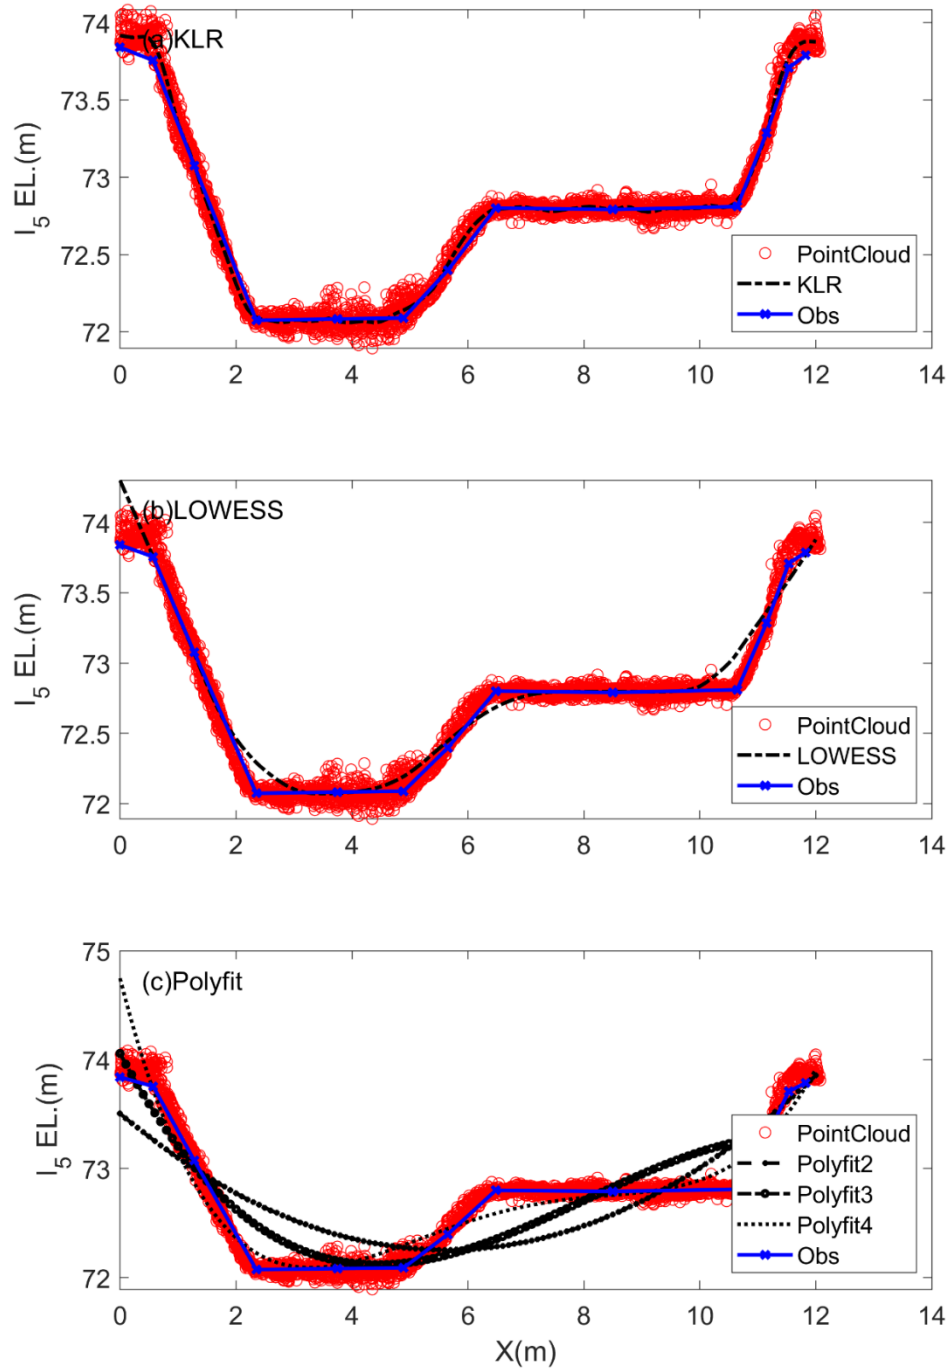 (a)KLR
74
73.5
73
72.5
72
I5 EL.(m)
0 2 4 6 8 10 12 14
PointCloud
KLR
Obs
(b)LOWESS
74
73.5
73
72.5
72
I5 EL.(m)
0 2 4 6 8 10 12 14
PointCloud
LOWESS
Obs
(c)Polyfit
75
74
73
72
I5 EL.(m)
0 2 4 6 8 10 12 14
X(m)
PointCloud
Polyfit2
Polyfit3
Polyfit4
Obs